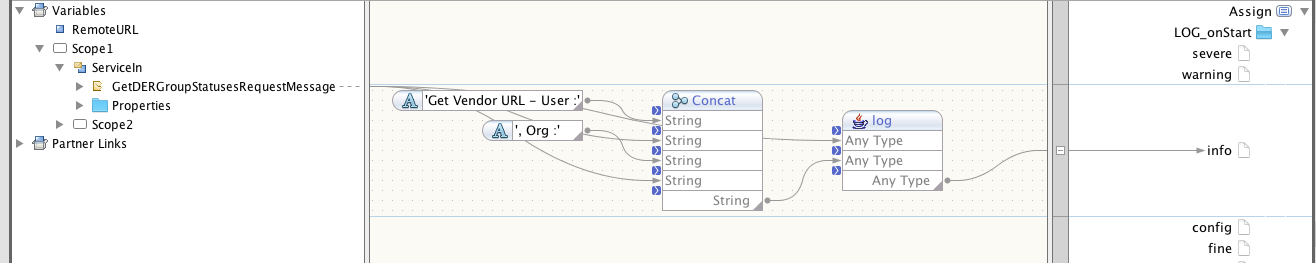 Variables
RemoteURL
Scope1
ServiceIn
GetDERGroupStatusesRequestMessage
Properties
Scope2
Partner Links
'Get Vendor URL - User :'
', Org :'
Concat
String
String
String
String
String
log
Any Type
Any Type
Any Type
Assign
LOG_onStart
severe
warning
info
config
fine